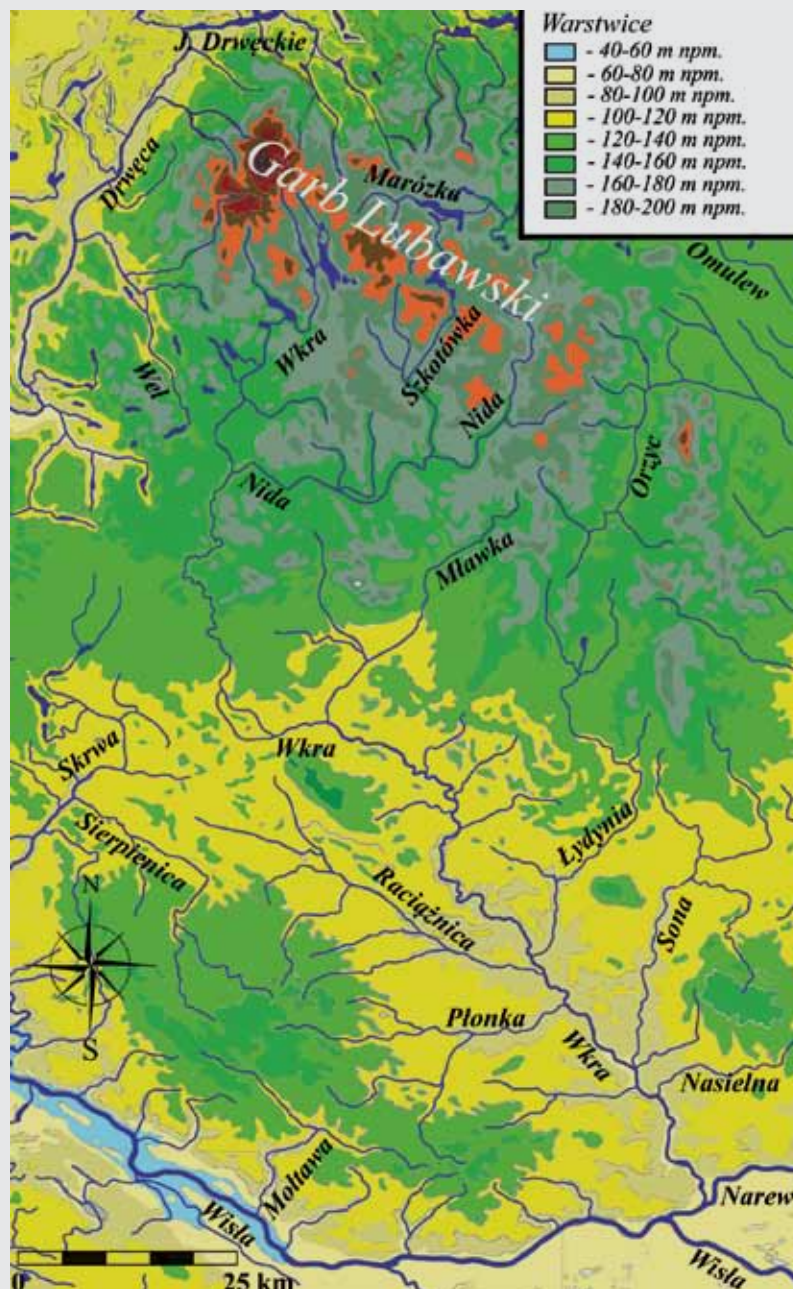 Warstwice
- 40-60 m npm.
- 60-80 m npm.
- 80-100 m npm.
- 100-120 m npm.
- 120-140 m npm.
- 140-160 m npm.
- 160-180 m npm.
- 180-200 m npm.
J. Drwęckie
Drwęca
Garb Lubawski
Marózka
Omulew
Wel
Wkra
Szkotówka
Nida
Orzyc
Nida
Mławka
Skrwa
Wkra
Sierpienica
Łydynia
Raciążnica
Sona
N
S
Płonka
Wkra
Nasielna
Mołtawa
Narew
Wisła
Wisła
0 25 km